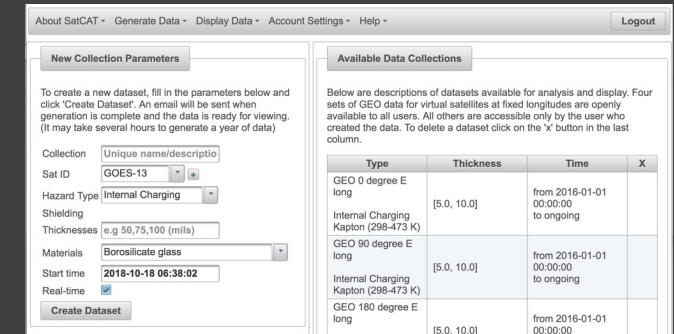 About SatCAT Generate Data Display Data Account Settings Help Logout
New Collection Parameters
To create a new dataset, fill in the parameters below and
click 'Create Dataset'. An email will be sent when
generation is complete and the data is ready for viewing.
(It may take several hours to generate a year of data)
Collection Unique name/descriptio
Sat ID GOES-13 +
Hazard Type Internal Charging
Shielding
Thicknesses e.g 50,75,100 (mils)
Materials Borosilicate glass
Start time 2018-10-18 06:38:02
Real-time
Create Dataset
Available Data Collections
Below are descriptions of datasets available for analysis and display. Four
sets of GEO data for virtual satellites at fixed longitudes are openly
available to all users. All others are accessible only by the user who
created the data. To delete a dataset click on the 'x' button in the last
column.
Type Thickness Time X
GEO 0 degree E
long
Internal Charging
Kapton (298-473 K)
[5.0, 10.0]
from 2016-01-01
00:00:00
to ongoing
GEO 90 degree E
long
Internal Charging
Kapton (298-473 K)
[5.0, 10.0]
from 2016-01-01
00:00:00
to ongoing
GEO 180 degree E
long
[5.0, 10.0]
from 2016-01-01
00:00:00